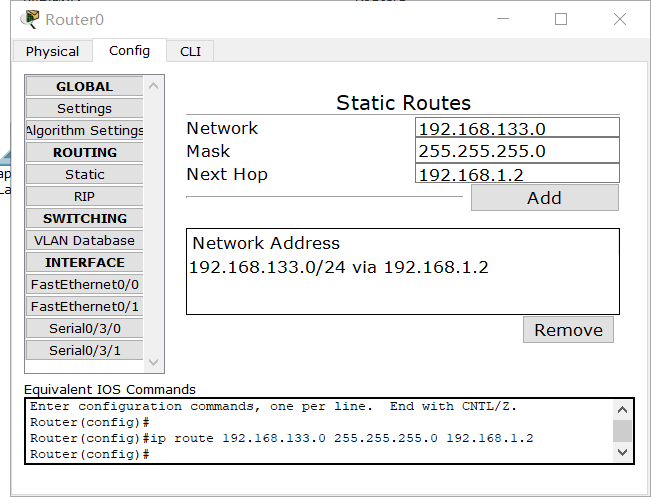 Router0
Physical Config CLI
GLOBAL
Settings
Algorithm Settings
ROUTING
Static
RIP
SWITCHING
VLAN Database
INTERFACE
FastEthernet0/0
FastEthernet0/1
Serial0/3/0
Serial0/3/1
Static Routes
Network 192.168.133.0
Mask 255.255.255.0
Next Hop 192.168.1.2
Add
Network Address
192.168.133.0/24 via 192.168.1.2
Remove
Equivalent IOS Commands
Enter configuration commands, one per line.  End with CNTL/Z.
Router(config)#
Router(config)#ip route 192.168.133.0 255.255.255.0 192.168.1.2
Router(config)#